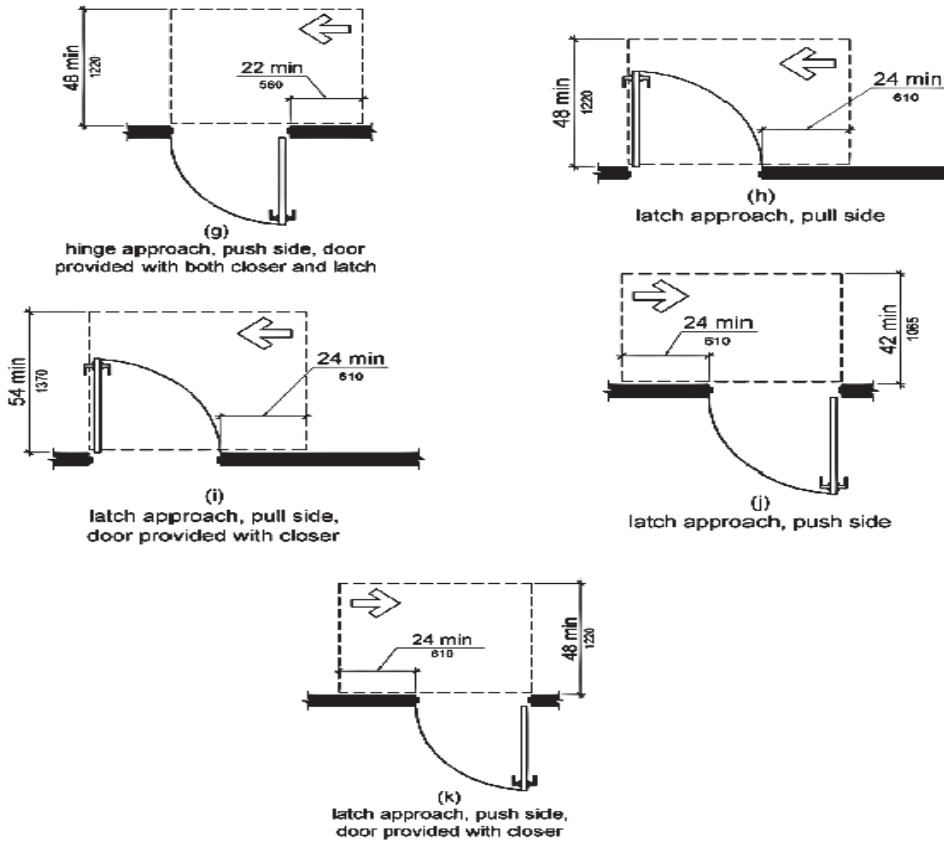 48 min
1220
22 min
560
(g)
hinge approach, push side, door
provided with both closer and latch
48 min
1220
24 min
610
(h)
latch approach, pull side
54 min
1370
24 min
610
(i)
latch approach, pull side,
door provided with closer
24 min
610
42 min
1065
(j)
latch approach, push side
24 min
610
48 min
1220
(k)
latch approach, push side,
door provided with closer